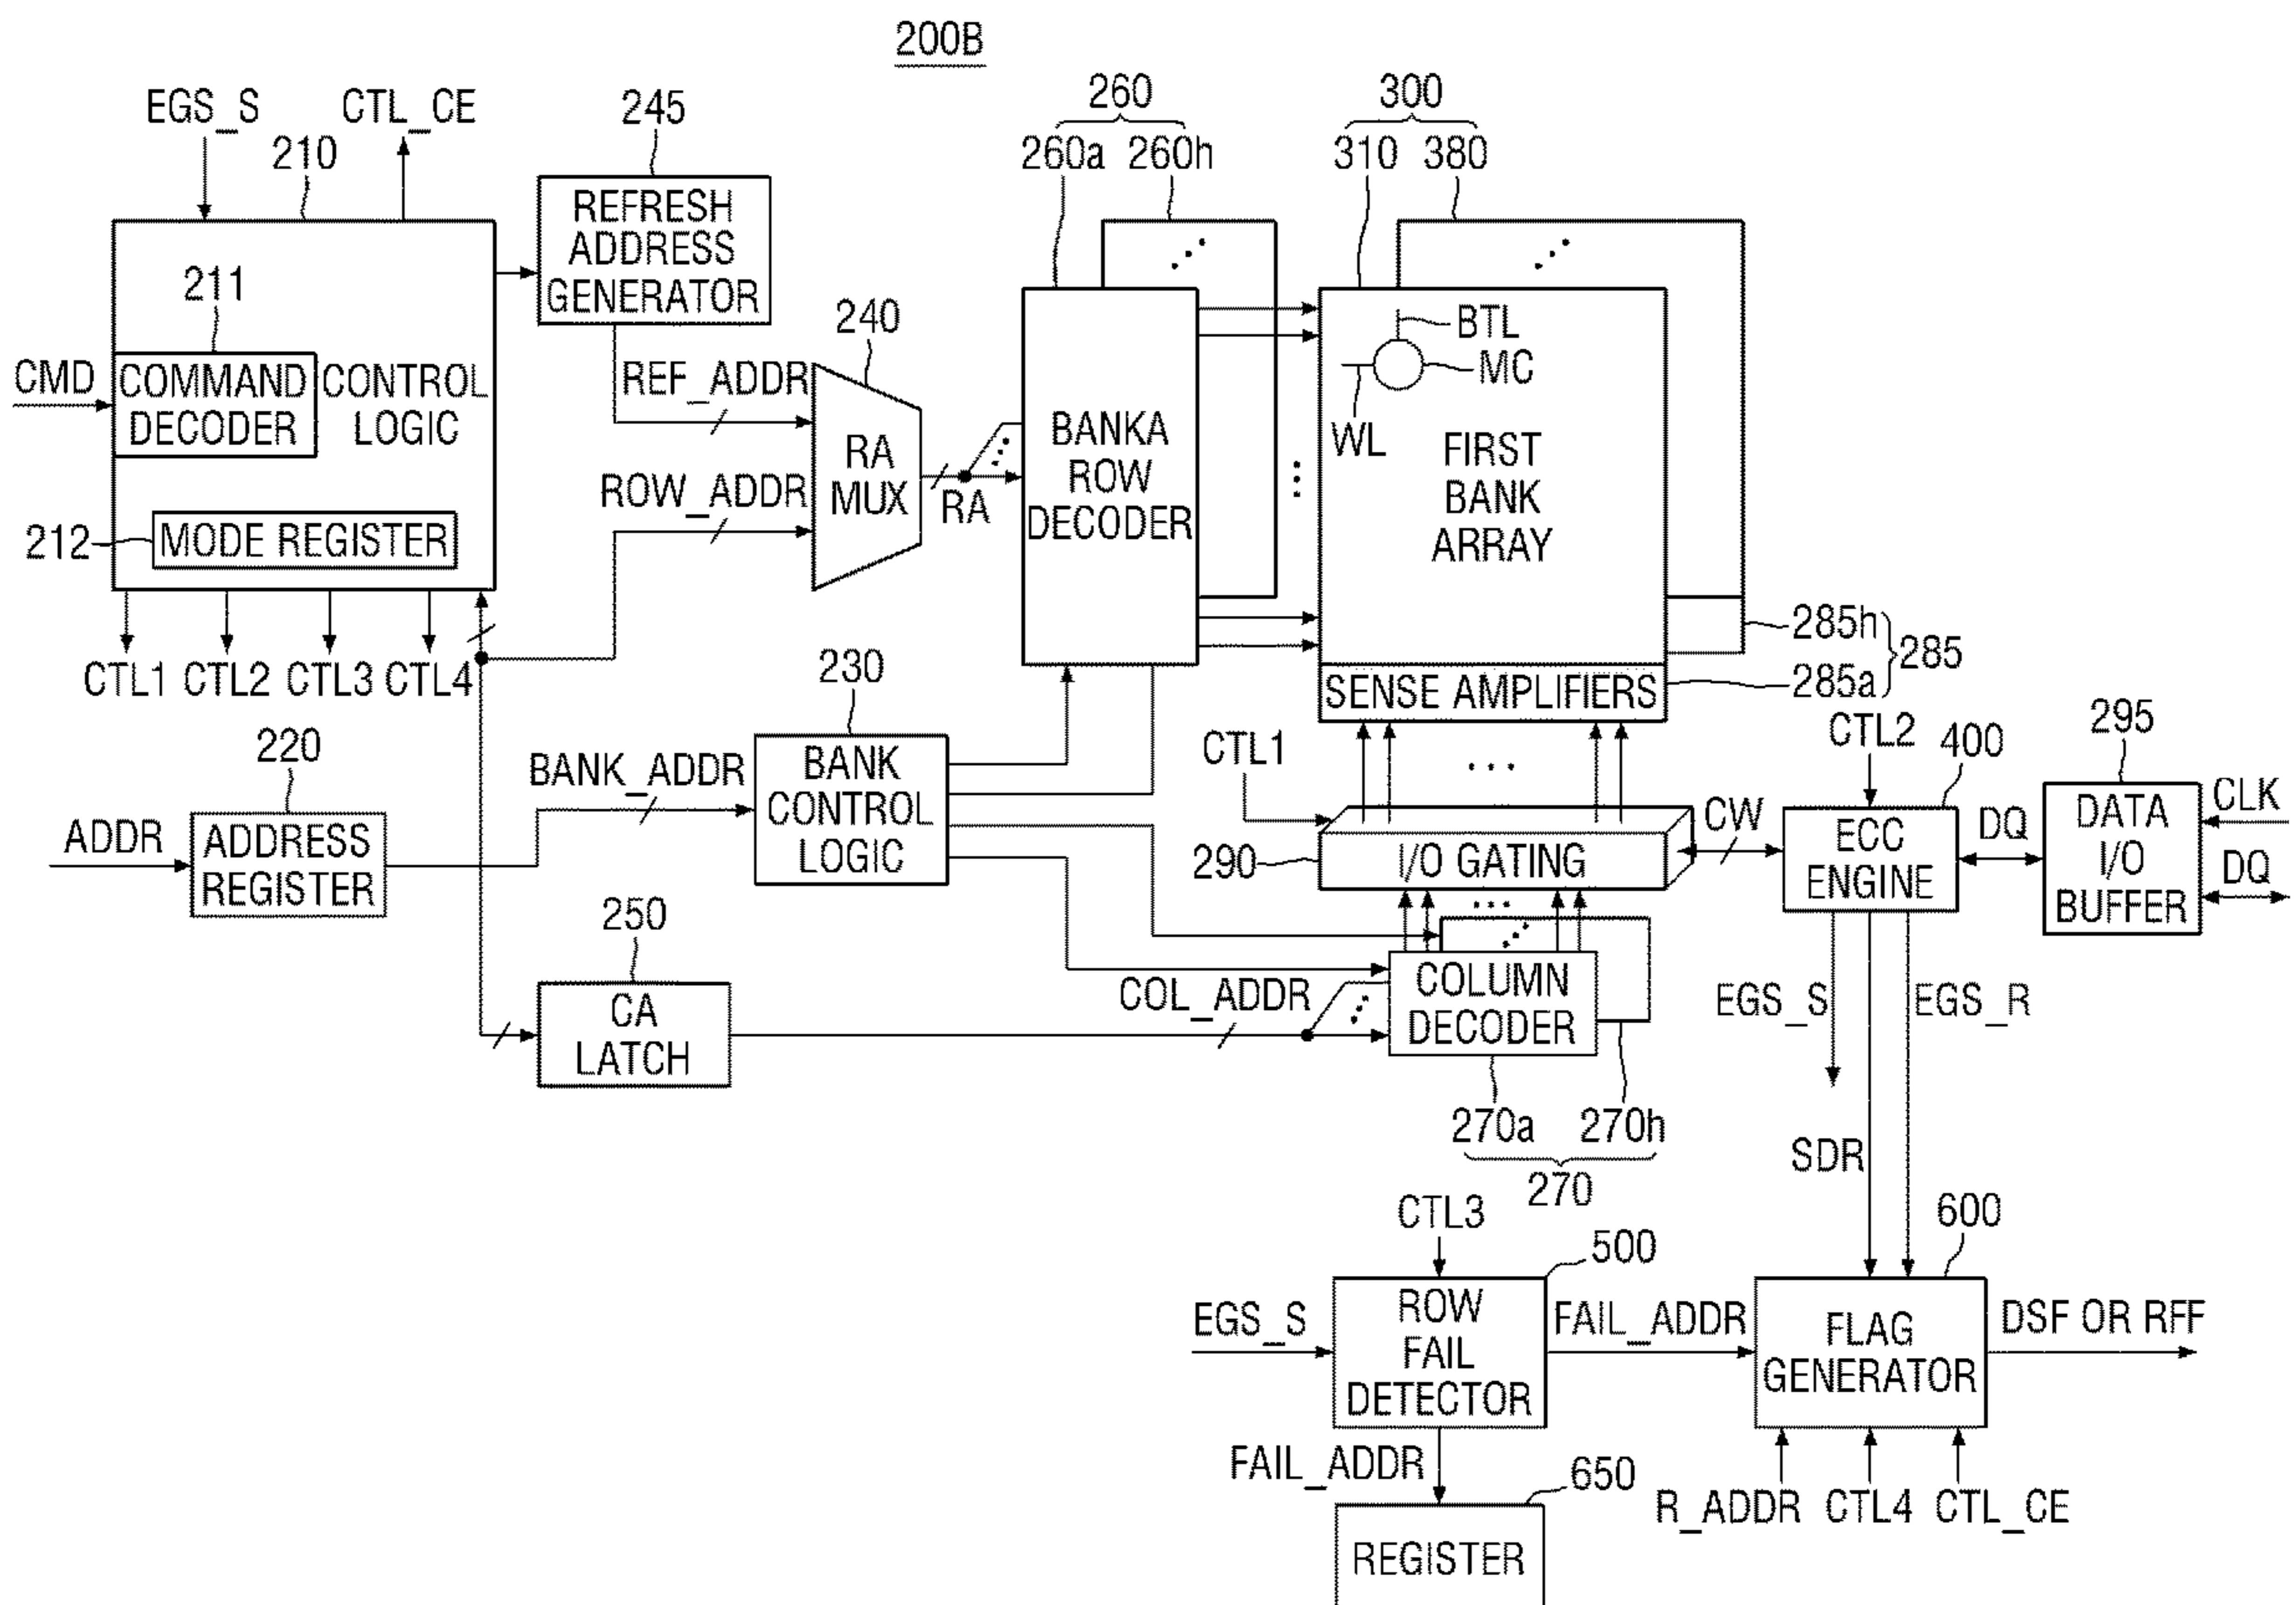 200B
EGS_S
CTL_CE
210
245
260
260a 260h
300
310 380
REFRESH
ADDRESS
GENERATOR
211
CMD
COMMAND
DECODER
CONTROL
LOGIC
212
MODE REGISTER
CTL1 CTL2 CTL3 CTL4
REF_ADDR
ROW_ADDR
240
RA
MUX
RA
BANKA
ROW
DECODER
BTL
MC
WL
FIRST
BANK
ARRAY
285h
285a
285
SENSE AMPLIFIERS
220
ADDR
ADDRESS
REGISTER
BANK_ADDR
230
BANK
CONTROL
LOGIC
250
CA
LATCH
COL_ADDR
CTL1
290
I/O GATING
CW
COLUMN
DECODER
270a 270h
270
CTL2
400
ECC
ENGINE
DQ
295
DATA
I/O
BUFFER
CLK
DQ
EGS_S
EGS_R
SDR
CTL3
500
EGS_S
ROW
FAIL
DETECTOR
FAIL_ADDR
600
FLAG
GENERATOR
DSF OR RFF
FAIL_ADDR
650
REGISTER
R_ADDR CTL4 CTL_CE